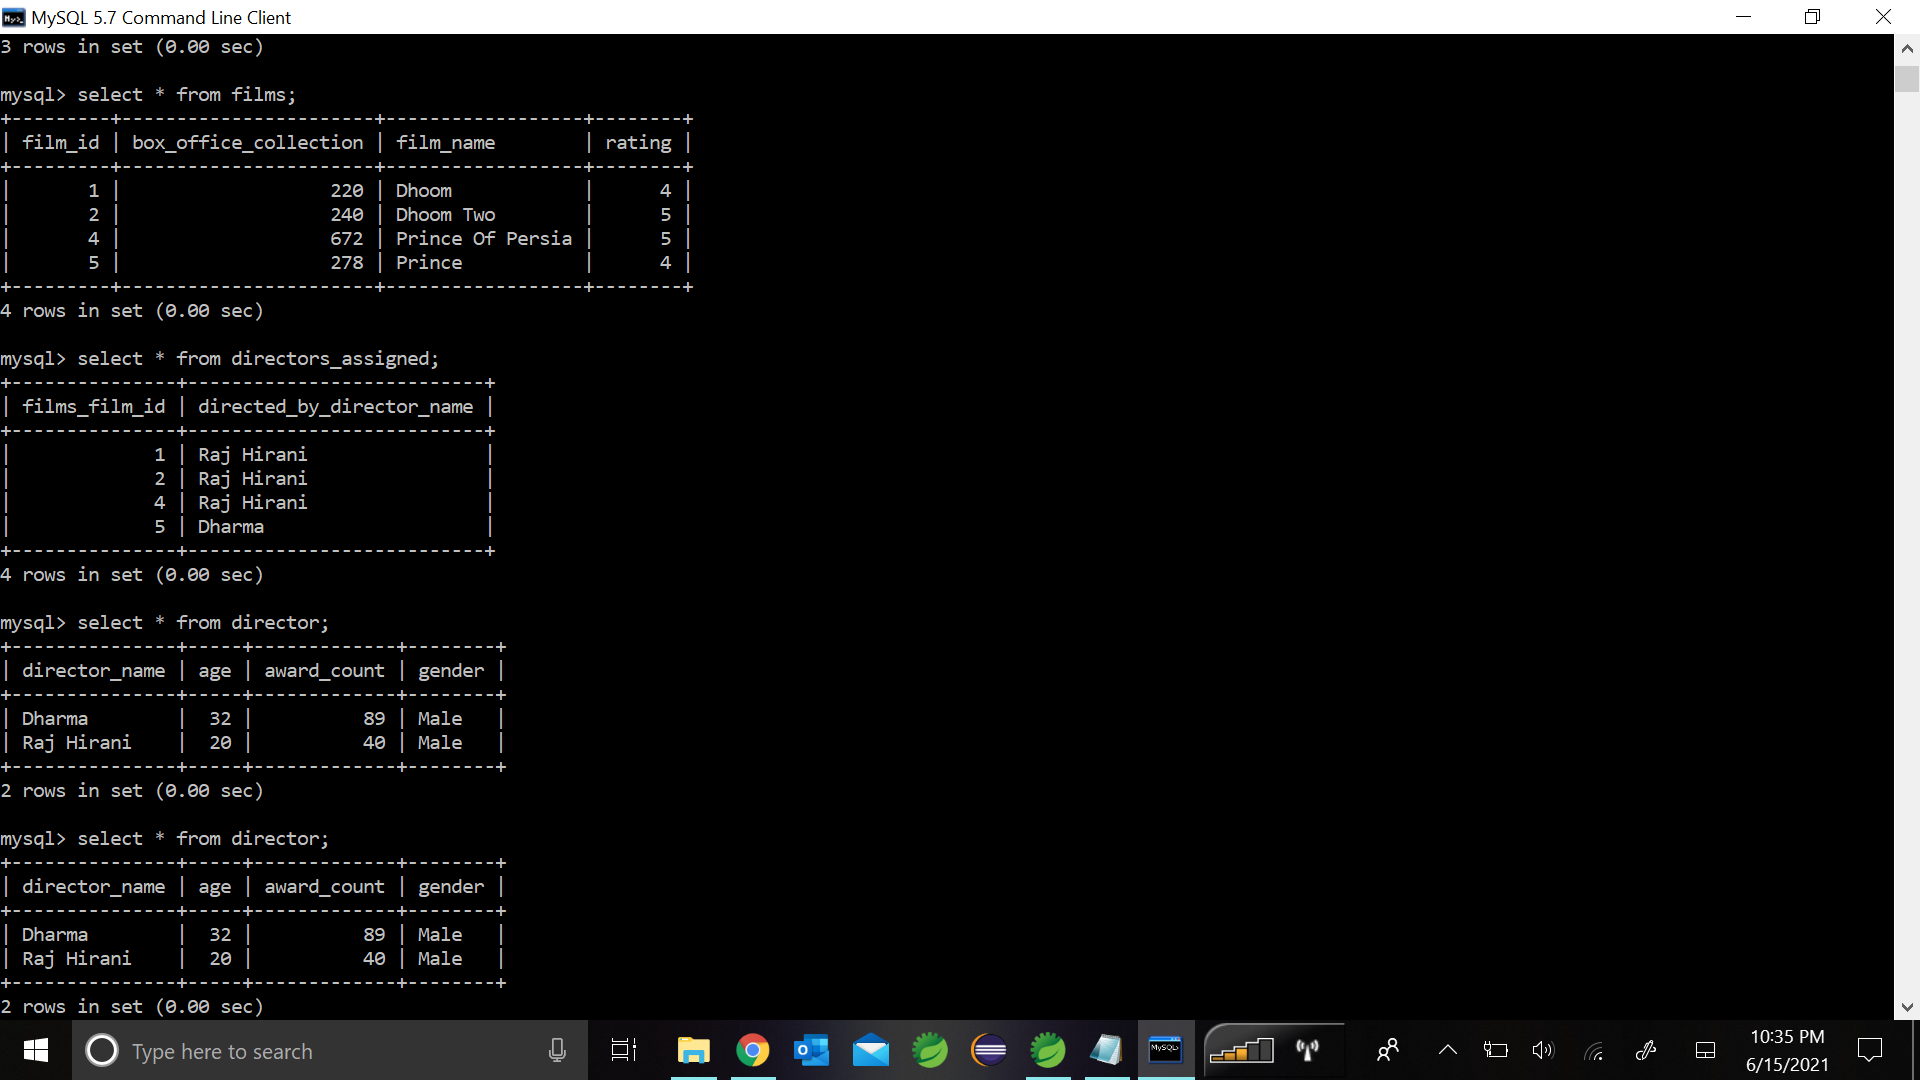 MySQL 5.7 Command Line Client
3 rows in set (0.00 sec)
mysql> select * from films;
+---------+-----------------------+-----------------+--------+
| film_id | box_office_collection | film_name       | rating |
+---------+-----------------------+-----------------+--------+
|       1 |                   220 | Dhoom           |      4 |
|       2 |                   240 | Dhoom Two       |      5 |
|       4 |                   672 | Prince Of Persia |      5 |
|       5 |                   278 | Prince          |      4 |
+---------+-----------------------+-----------------+--------+
4 rows in set (0.00 sec)
mysql> select * from directors_assigned;
+---------------+---------------------------+
| films_film_id | directed_by_director_name |
+---------------+---------------------------+
|             1 | Raj Hirani                |
|             2 | Raj Hirani                |
|             4 | Raj Hirani                |
|             5 | Dharma                    |
+---------------+---------------------------+
4 rows in set (0.00 sec)
mysql> select * from director;
+---------------+-----+-------------+--------+
| director_name | age | award_count | gender |
+---------------+-----+-------------+--------+
| Dharma        |  32 |          89 | Male   |
| Raj Hirani    |  20 |          40 | Male   |
+---------------+-----+-------------+--------+
2 rows in set (0.00 sec)
mysql> select * from director;
+---------------+-----+-------------+--------+
| director_name | age | award_count | gender |
+---------------+-----+-------------+--------+
| Dharma        |  32 |          89 | Male   |
| Raj Hirani    |  20 |          40 | Male   |
+---------------+-----+-------------+--------+
2 rows in set (0.00 sec)
Type here to search
MySQL>
10:35 PM
6/15/2021